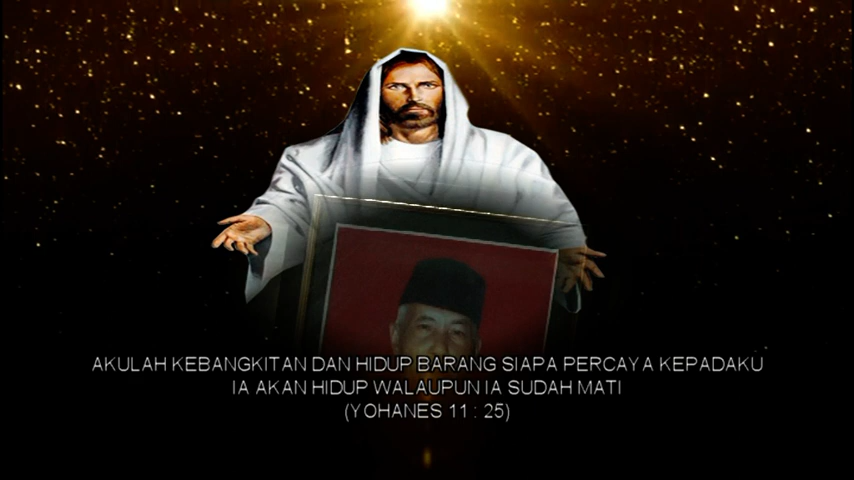 AKULAH KEBANGKITAN DAN HIDUP BARANG SIAPA PERCAYA KEPADAKU
IA AKAN HIDUP WALAUPUN IA SUDAH MATI
(YOHANES 11 : 25)